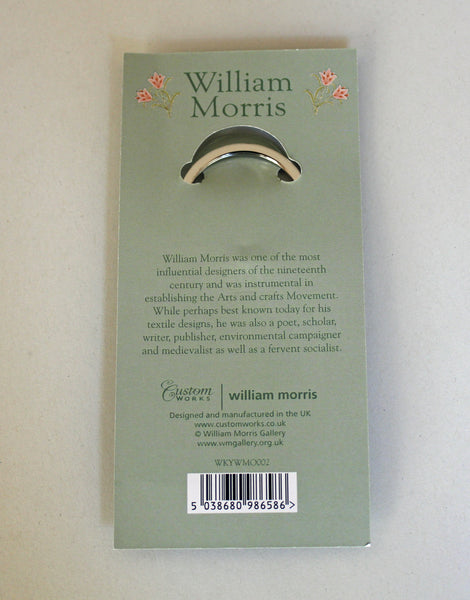 William
Morris
William Morris was one of the most
influential designers of the nineteenth
century and was instrumental in
establishing the Arts and crafts Movement.
While perhaps best known today for his
textile designs, he was also a poet, scholar,
writer, publisher, environmental campaigner
and medievalist as well as a fervent socialist.
Custom WORKS | william morris
Designed and manufactured in the UK
www.customworks.co.uk
© William Morris Gallery
www.wmgallery.org.uk
WKYWMO002
5 038680 986586 >